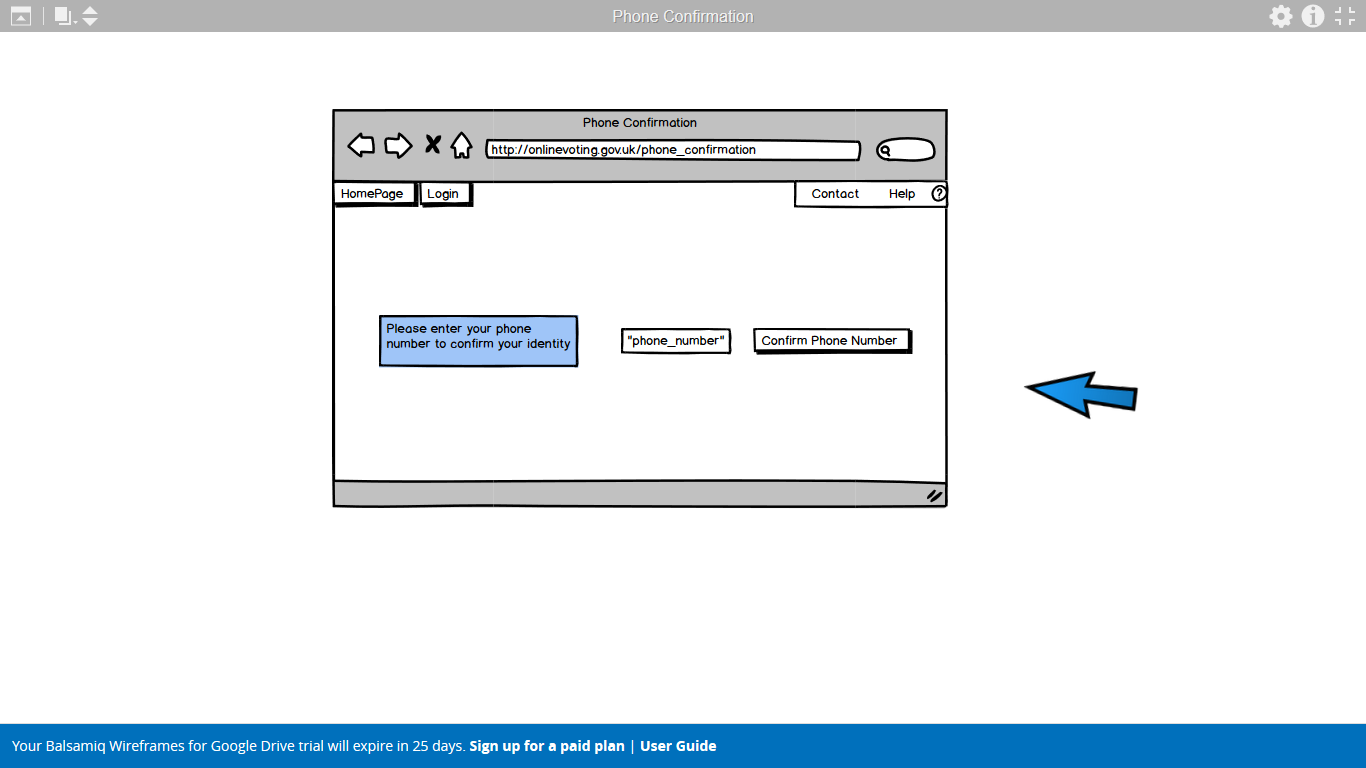 Phone Confirmation
Phone Confirmation
http://onlinevoting.gov.uk/phone_confirmation
HomePage
Login
Contact
Help
?
Please enter your phone
number to confirm your identity
"phone_number"
Confirm Phone Number
Your Balsamiq Wireframes for Google Drive trial will expire in 25 days. Sign up for a paid plan | User Guide